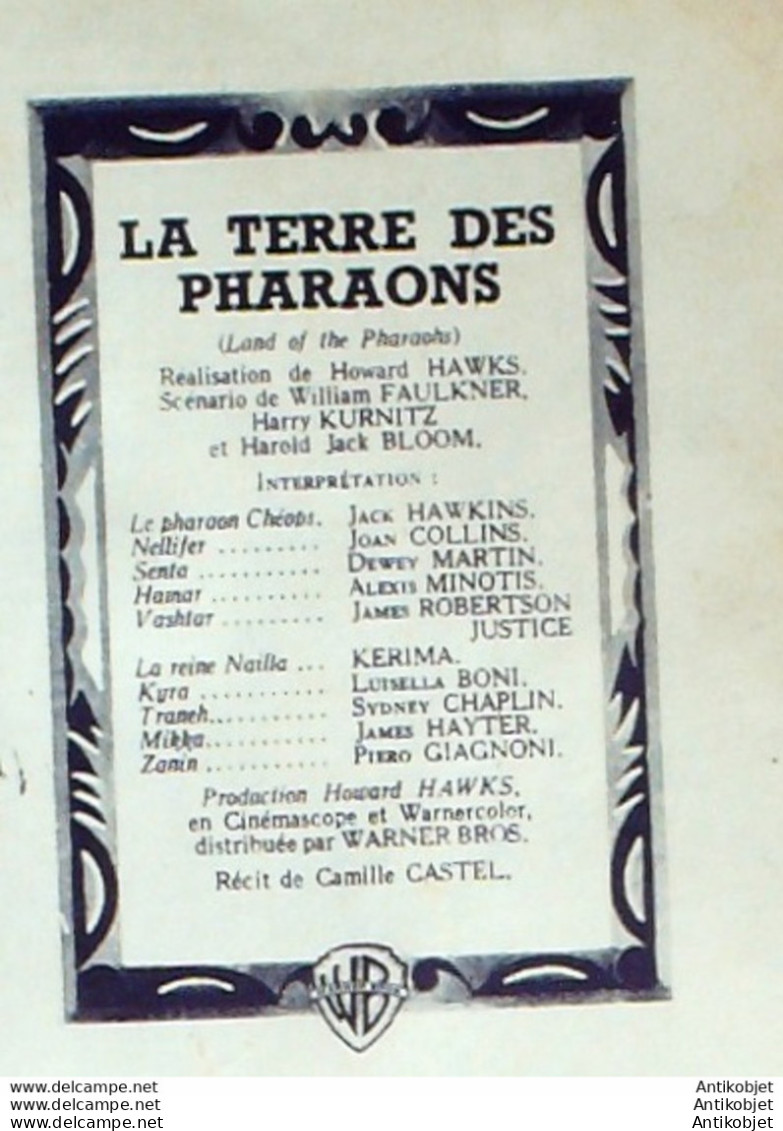 LA TERRE DES
PHARAONS
(Land of the Pharaohs)
Réalisation de Howard HAWKS.
Scénario de William FAULKNER,
Harry KURNITZ
et Harold Jack BLOOM.
INTERPRÉTATION :
Le pharaon Chéops. JACK HAWKINS.
Nellifer ......... JOAN COLLINS.
Senta ........... DEWEY MARTIN.
Hamar .......... ALEXIS MINOTIS.
Vashtar ......... JAMES ROBERTSON
JUSTICE
La reine Nailla ... KERIMA.
Kyra ............ LUISELLA BONI.
Traneh........... SYDNEY CHAPLIN.
Mikka............ JAMES HAYTER.
Zanin ........... PIERO GIAGNONI.
Production Howard HAWKS,
en Cinémascope et Warnercolor,
distribuée par WARNER BROS.
Récit de Camille CASTEL.
WB
www.delcampe.net Antikobjet
www.delcampe.net Antikobjet
www.delcampe.net Antikobjet